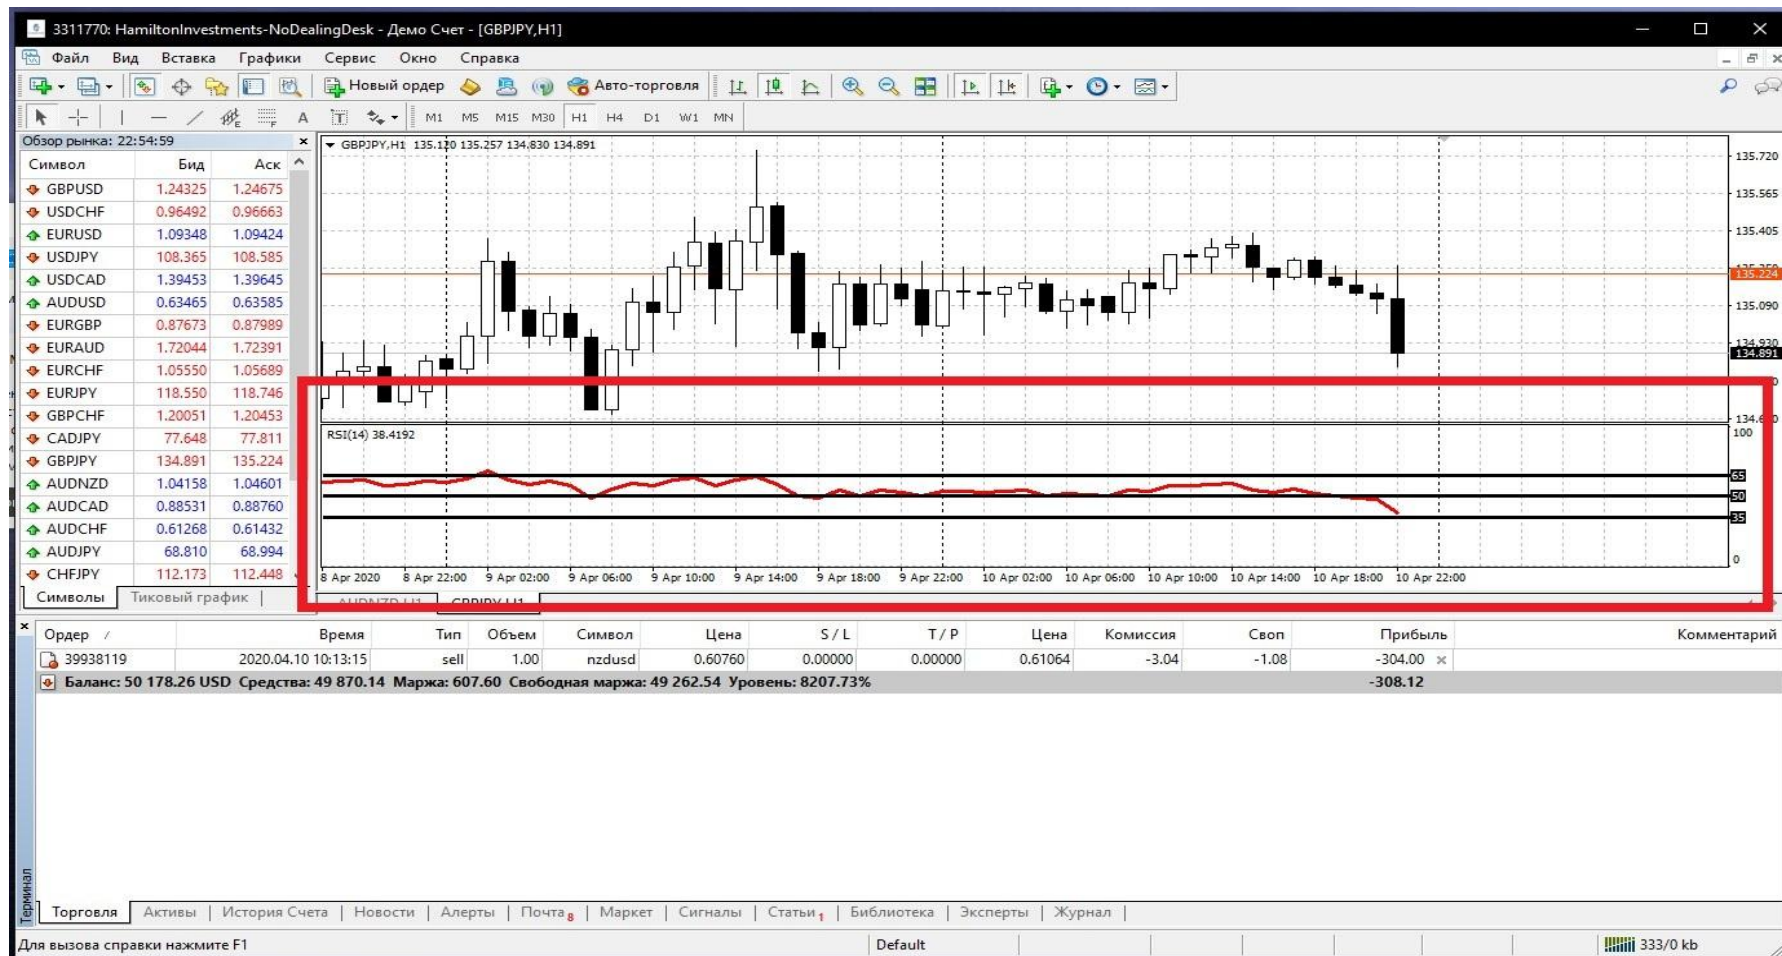 3311770: HamiltonInvestments-NoDealingDesk - Демо Счет - [GBPJPY,H1]
Файл Вид Вставка Графики Сервис Окно Справка
Новый ордер Авто-торговля
A T M1 M5 M15 M30 H1 H4 D1 W1 MN
Обзор рынка: 22:54:59
Символ Бид Аск
GBPUSD 1.24325 1.24675
USDCHF 0.96492 0.96663
EURUSD 1.09348 1.09424
USDJPY 108.365 108.585
USDCAD 1.39453 1.39645
AUDUSD 0.63465 0.63585
EURGBP 0.87673 0.87989
EURAUD 1.72044 1.72391
EURCHF 1.05550 1.05689
EURJPY 118.550 118.746
GBPCHF 1.20051 1.20453
CADJPY 77.648 77.811
GBPJPY 134.891 135.224
AUDNZD 1.04158 1.04601
AUDCAD 0.88531 0.88760
AUDCHF 0.61268 0.61432
AUDJPY 68.810 68.994
CHFJPY 112.173 112.448
Символы Тиковый график
GBPJPY,H1 135.120 135.257 134.830 134.891
135.720
135.565
135.405
135.224
135.090
134.930
134.891
RSI(14) 38.4192
100
65
50
35
0
8 Apr 2020 8 Apr 22:00 9 Apr 02:00 9 Apr 06:00 9 Apr 10:00 9 Apr 14:00 9 Apr 18:00 9 Apr 22:00 10 Apr 02:00 10 Apr 06:00 10 Apr 10:00 10 Apr 14:00 10 Apr 18:00 10 Apr 22:00
AUDNZD,H1 GBPJPY,H1
Ордер / Время Тип Объем Символ Цена S / L T / P Цена Комиссия Своп Прибыль Комментарий
39938119 2020.04.10 10:13:15 sell 1.00 nzdusd 0.60760 0.00000 0.00000 0.61064 -3.04 -1.08 -304.00
Баланс: 50 178.26 USD Средства: 49 870.14 Маржа: 607.60 Свободная маржа: 49 262.54 Уровень: 8207.73% -308.12
Терминал
Торговля Активы История Счета Новости Алерты Почта 8 Маркет Сигналы Статьи 1 Библиотека Эксперты Журнал
Для вызова справки нажмите F1 Default 333/0 kb